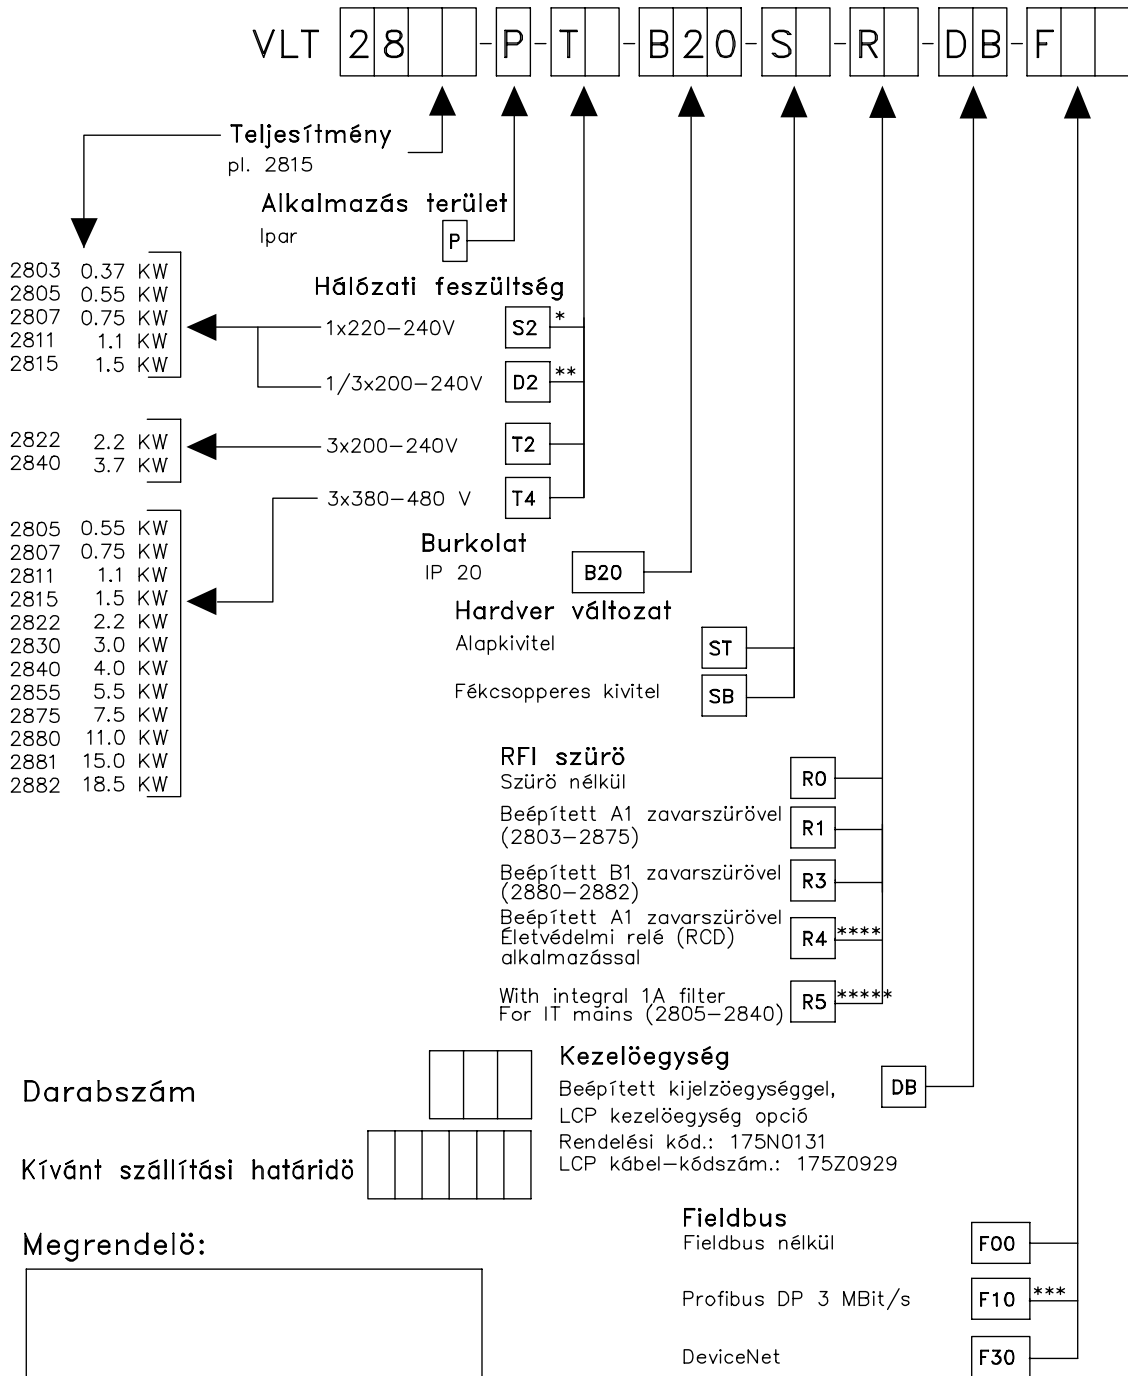 VLT 28 - P - T - B20 - S - R - DB - F
Teljesítmény
pl. 2815
Alkalmazás terület
Ipar P
2803 0.37 KW
2805 0.55 KW
2807 0.75 KW
2811 1.1 KW
2815 1.5 KW
Hálózati feszültség
1x220-240V S2 *
1/3x200-240V D2 **
2822 2.2 KW
2840 3.7 KW
3x200-240V T2
3x380-480 V T4
2805 0.55 KW
2807 0.75 KW
2811 1.1 KW
2815 1.5 KW
2822 2.2 KW
2830 3.0 KW
2840 4.0 KW
2855 5.5 KW
2875 7.5 KW
2880 11.0 KW
2881 15.0 KW
2882 18.5 KW
Burkolat
IP 20 B20
Hardver változat
Alapkivitel ST
Fékcsopperes kivitel SB
RFI szürö
Szürö nélkül R0
Beépített A1 zavarszürövel
(2803-2875) R1
Beépített B1 zavarszürövel
(2880-2882) R3
Beépített A1 zavarszürövel
Életvédelmi relé (RCD) R4 ****
alkalmazással
With integral 1A filter R5 *****
For IT mains (2805-2840)
Kezelöegység
Beépített kijelzöegységgel, DB
LCP kezelöegység opció
Rendelési kód.: 175N0131
LCP kábel-kódszám.: 175Z0929
Darabszám
Kívánt szállítási határidö
Megrendelö:
Fieldbus
Fieldbus nélkül F00
Profibus DP 3 MBit/s F10 ***
DeviceNet F30